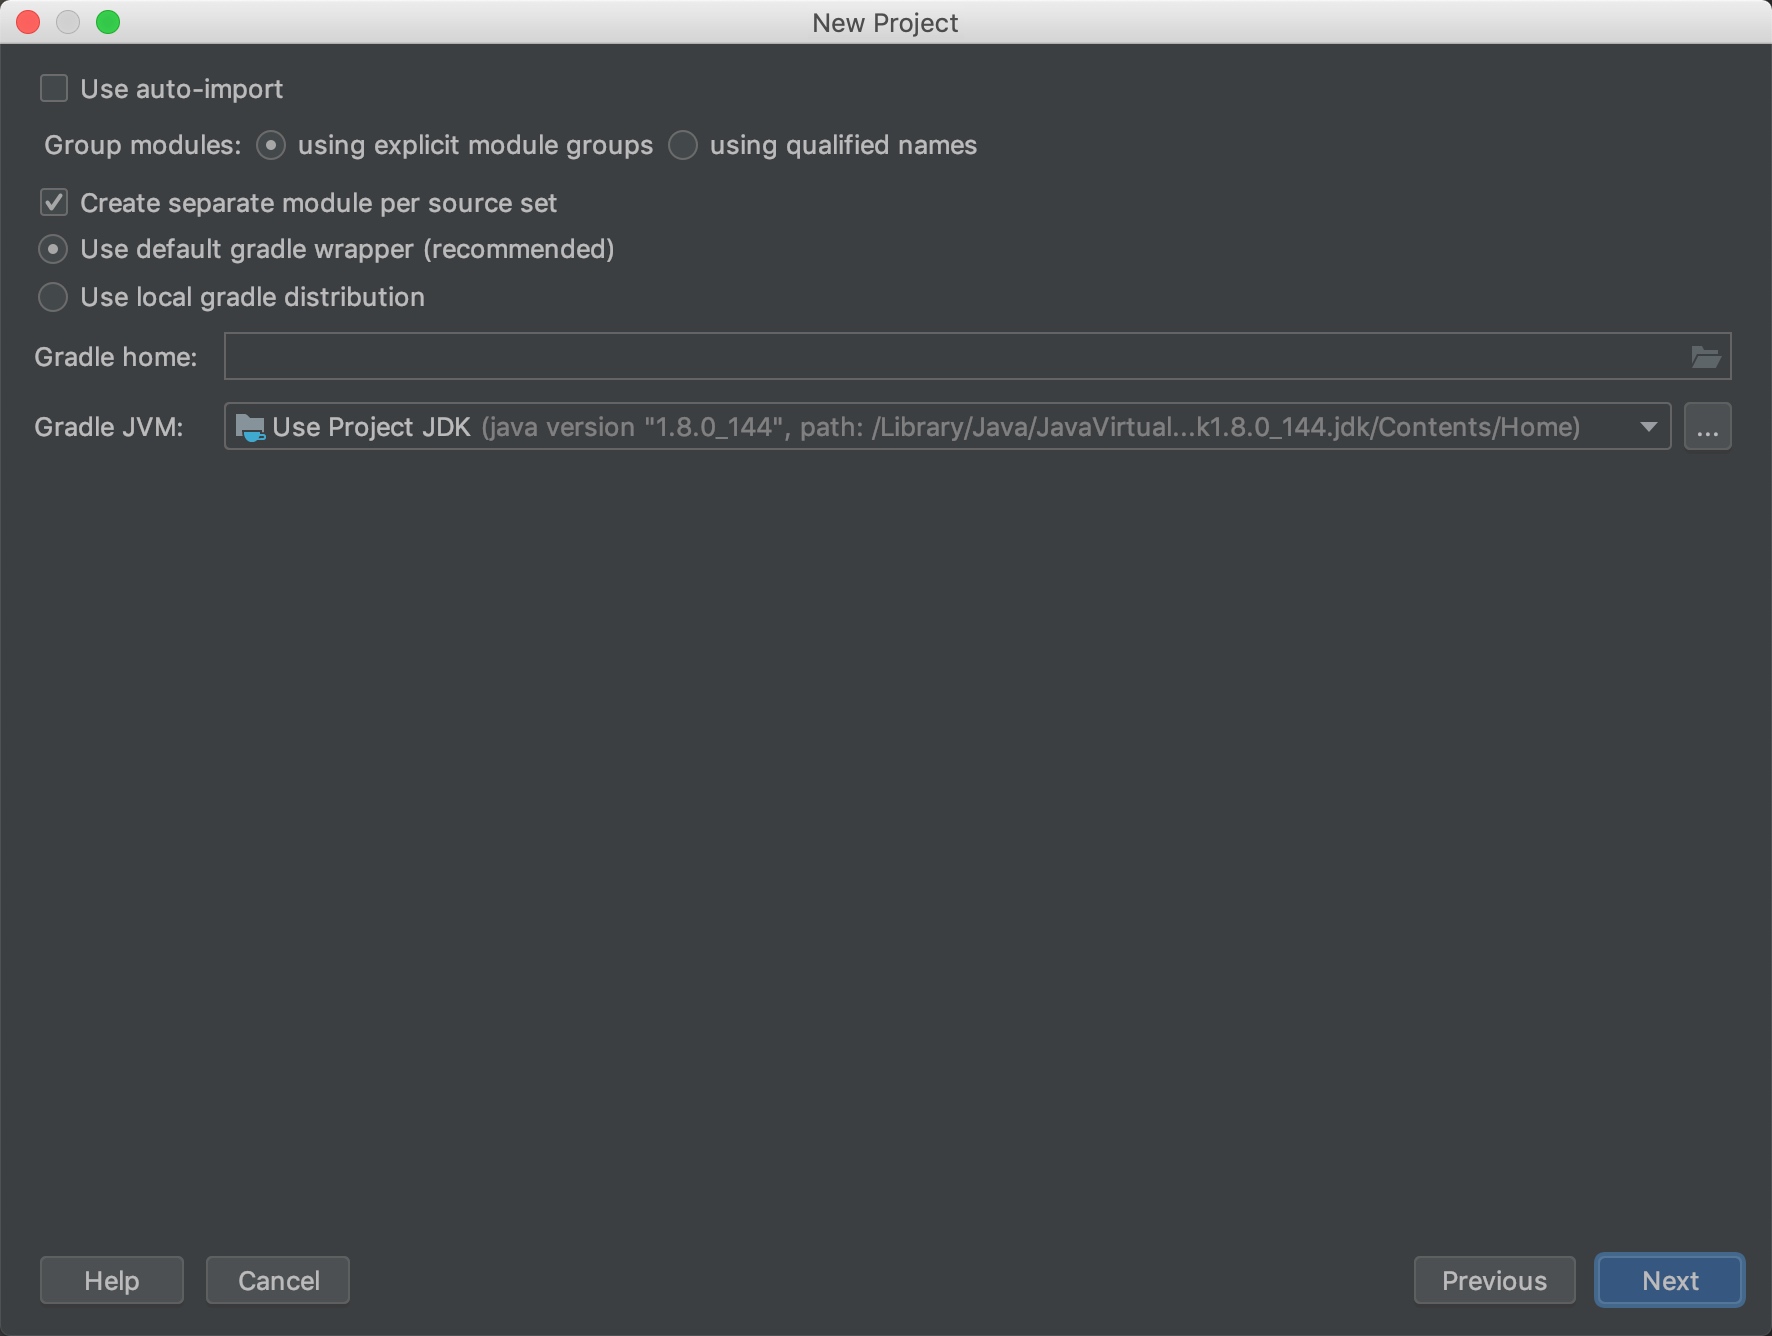 New Project
Use auto-import
Group modules: using explicit module groups using qualified names
Create separate module per source set
Use default gradle wrapper (recommended)
Use local gradle distribution
Gradle home:
Gradle JVM: Use Project JDK (java version "1.8.0_144", path: /Library/Java/JavaVirtual...k1.8.0_144.jdk/Contents/Home) ...
Help Cancel Previous Next